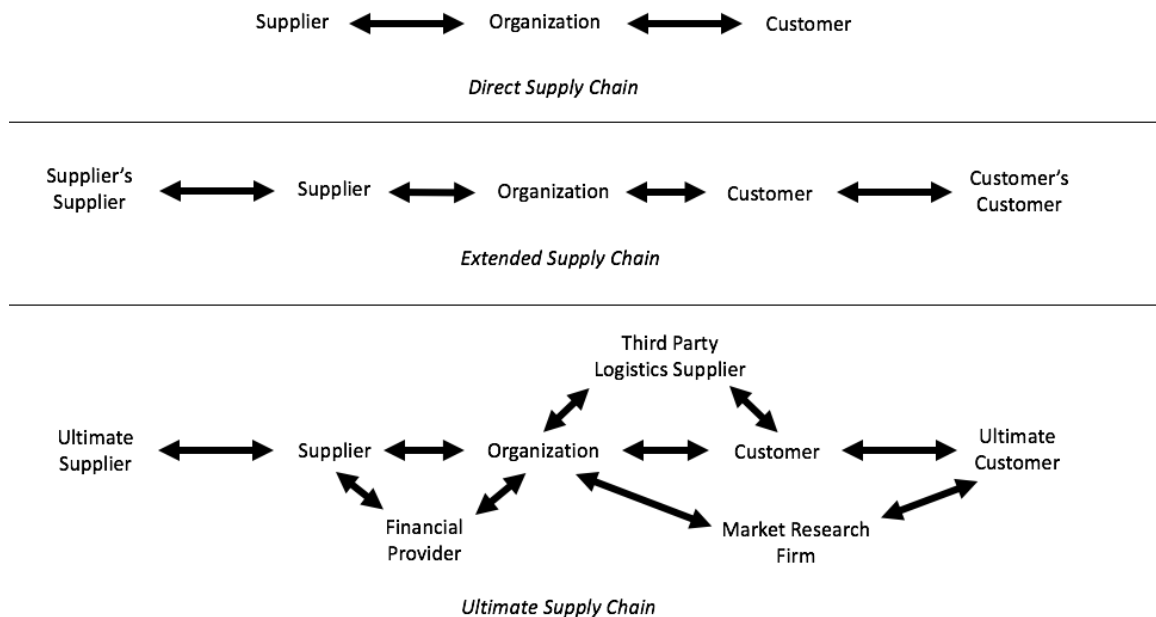 Supplier Organization Customer
Direct Supply Chain
Supplier's
Supplier
Supplier
Organization
Customer
Customer's
Customer
Extended Supply Chain
Third Party
Logistics Supplier
Ultimate
Supplier
Supplier
Organization
Customer
Ultimate
Customer
Financial
Provider
Market Research
Firm
Ultimate Supply Chain